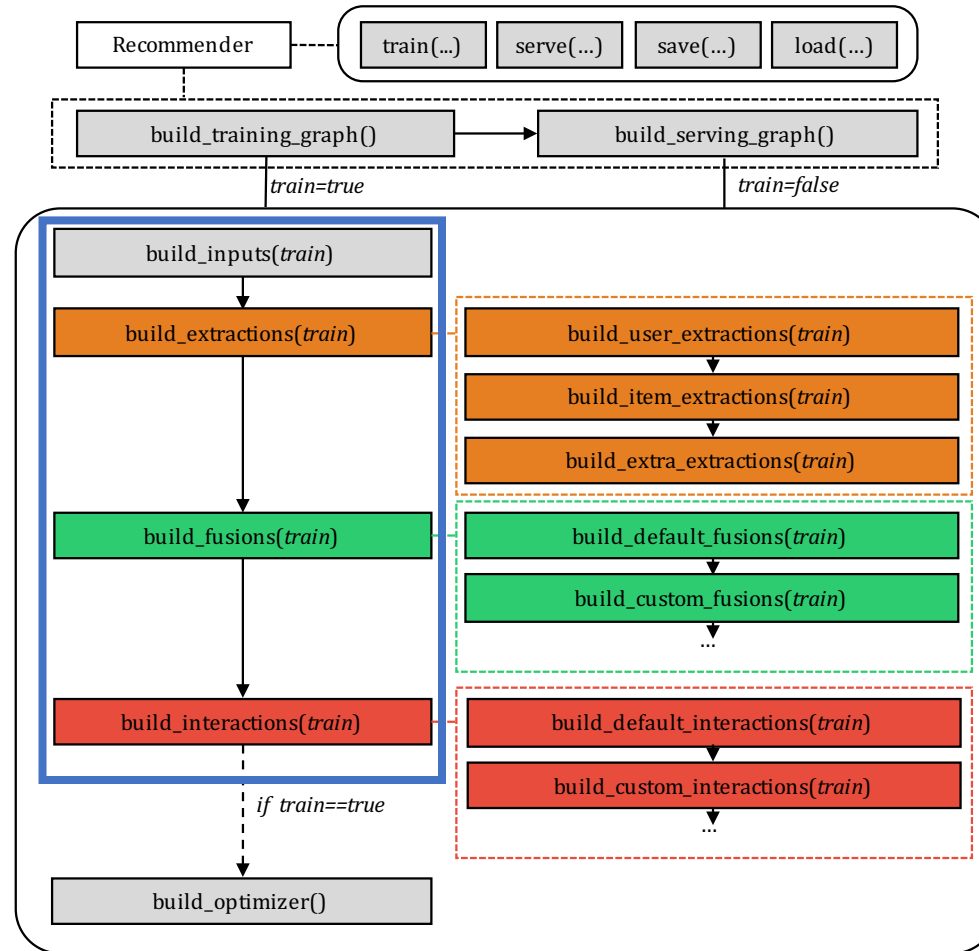 Recommender
train(...)
serve(...)
save(...)
load(...)
build_training_graph()
build_serving_graph()
train=true
train=false
build_inputs(train)
build_extractions(train)
build_user_extractions(train)
build_item_extractions(train)
build_extra_extractions(train)
build_fusions(train)
build_default_fusions(train)
build_custom_fusions(train)
...
build_interactions(train)
build_default_interactions(train)
build_custom_interactions(train)
...
if train==true
build_optimizer()